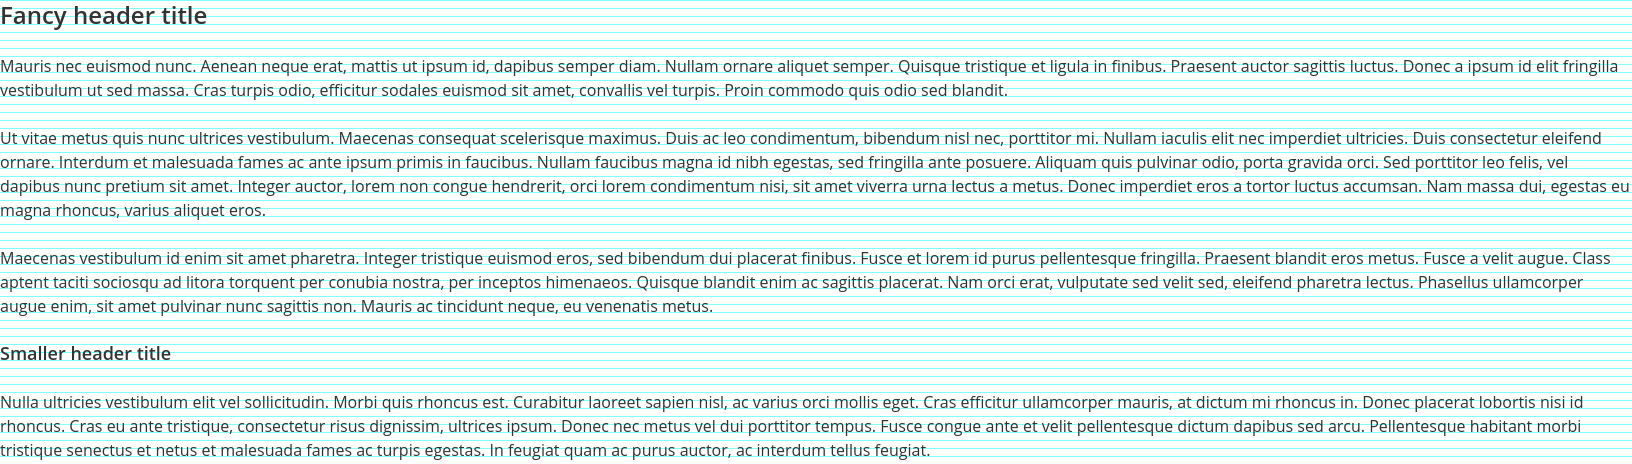 Fancy header title
Mauris nec euismod nunc. Aenean neque erat, mattis ut ipsum id, dapibus semper diam. Nullam ornare aliquet semper. Quisque tristique et ligula in finibus. Praesent auctor sagittis luctus. Donec a ipsum id elit fringilla
vestibulum ut sed massa. Cras turpis odio, efficitur sodales euismod sit amet, convallis vel turpis. Proin commodo quis odio sed blandit.
Ut vitae metus quis nunc ultrices vestibulum. Maecenas consequat scelerisque maximus. Duis ac leo condimentum, bibendum nisl nec, porttitor mi. Nullam iaculis elit nec imperdiet ultricies. Duis consectetur eleifend
ornare. Interdum et malesuada fames ac ante ipsum primis in faucibus. Nullam faucibus magna id nibh egestas, sed fringilla ante posuere. Aliquam quis pulvinar odio, porta gravida orci. Sed porttitor leo felis, vel
dapibus nunc pretium sit amet. Integer auctor, lorem non congue hendrerit, orci lorem condimentum nisi, sit amet viverra urna lectus a metus. Donec imperdiet eros a tortor luctus accumsan. Nam massa dui, egestas eu
magna rhoncus, varius aliquet eros.
Maecenas vestibulum id enim sit amet pharetra. Integer tristique euismod eros, sed bibendum dui placerat finibus. Fusce et lorem id purus pellentesque fringilla. Praesent blandit eros metus. Fusce a velit augue. Class
aptent taciti sociosqu ad litora torquent per conubia nostra, per inceptos himenaeos. Quisque blandit enim ac sagittis placerat. Nam orci erat, vulputate sed velit sed, eleifend pharetra lectus. Phasellus ullamcorper
augue enim, sit amet pulvinar nunc sagittis non. Mauris ac tincidunt neque, eu venenatis metus.
Smaller header title
Nulla ultricies vestibulum elit vel sollicitudin. Morbi quis rhoncus est. Curabitur laoreet sapien nisl, ac varius orci mollis eget. Cras efficitur ullamcorper mauris, at dictum mi rhoncus in. Donec placerat lobortis nisi id
rhoncus. Cras eu ante tristique, consectetur risus dignissim, ultrices ipsum. Donec nec metus vel dui porttitor tempus. Fusce congue ante et velit pellentesque dictum dapibus sed arcu. Pellentesque habitant morbi
tristique senectus et netus et malesuada fames ac turpis egestas. In feugiat quam ac purus auctor, ac interdum tellus feugiat.